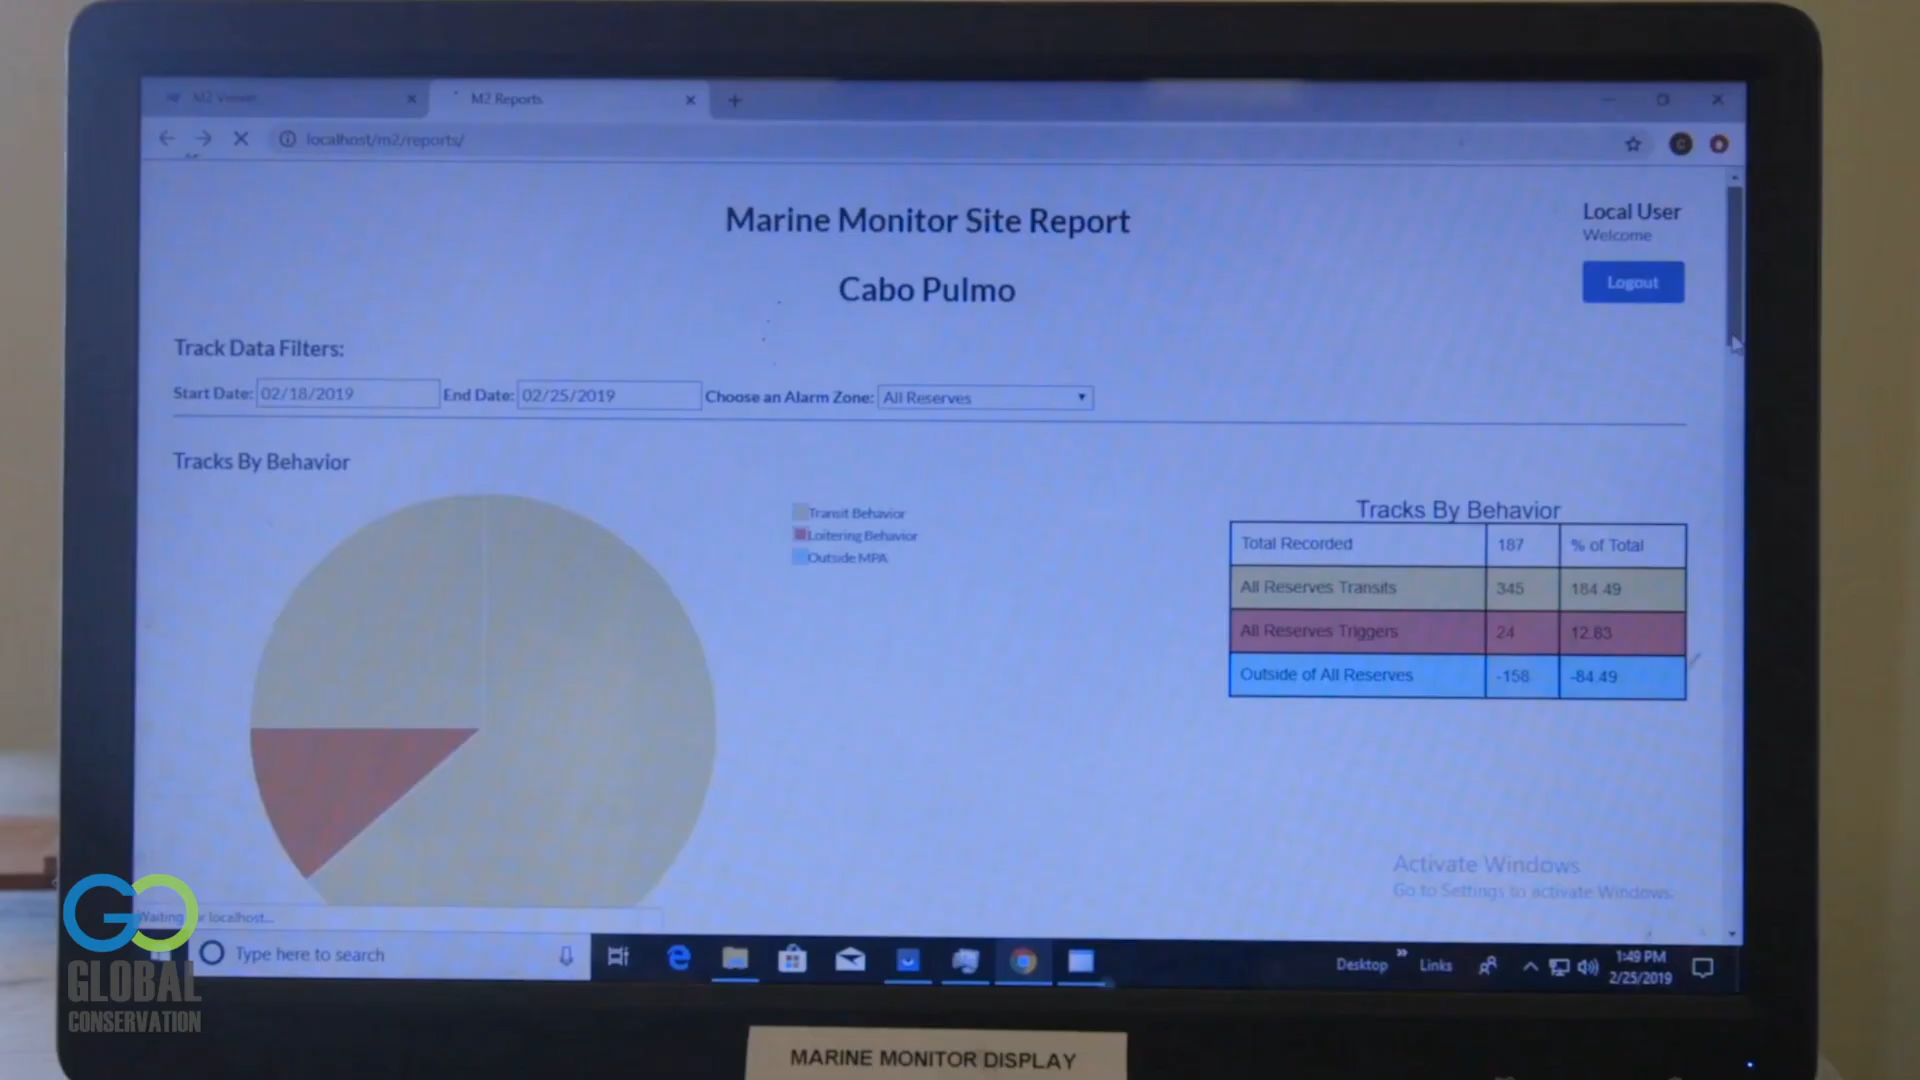 M2 Viewer
M2 Reports
localhost/m2/reports/
Marine Monitor Site Report
Local User
Welcome
Cabo Pulmo
Logout
Track Data Filters:
Start Date: 02/18/2019 End Date: 02/25/2019 Choose an Alarm Zone: All Reserves
Tracks By Behavior
Transit Behavior
Loitering Behavior
Outside MPA
Tracks By Behavior
Total Recorded 187 % of Total
All Reserves Transits 345 184.49
All Reserves Triggers 24 12.83
Outside of All Reserves -158 -84.49
Activate Windows
Go to Settings to activate Windows.
localhost...
Type here to search
Desktop
Links
1:49 PM
2/25/2019
GO
GLOBAL
CONSERVATION
MARINE MONITOR DISPLAY